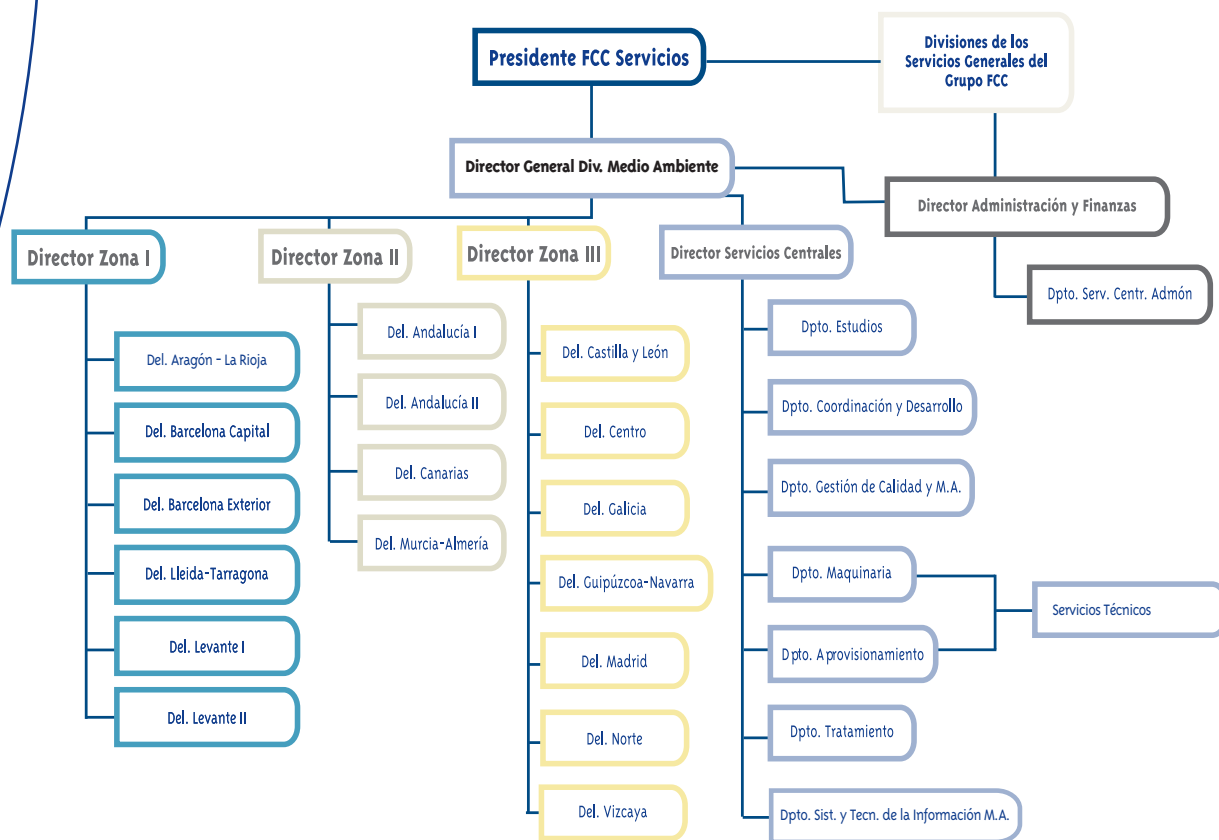 Presidente FCC Servicios
Divisiones de los
Servicios Generales del
Grupo FCC
Director General Div. Medio Ambiente
Director Administración y Finanzas
Dpto. Serv. Centr. Admón
Director Zona I
Del. Aragón - La Rioja
Del. Barcelona Capital
Del. Barcelona Exterior
Del. Lleida-Tarragona
Del. Levante I
Del. Levante II
Director Zona II
Del. Andalucía I
Del. Andalucía II
Del. Canarias
Del. Murcia-Almería
Director Zona III
Del. Castilla y León
Del. Centro
Del. Galicia
Del. Guipúzcoa-Navarra
Del. Madrid
Del. Norte
Del. Vizcaya
Director Servicios Centrales
Dpto. Estudios
Dpto. Coordinación y Desarrollo
Dpto. Gestión de Calidad y M.A.
Dpto. Maquinaria
Dpto. Aprovisionamiento
Servicios Técnicos
Dpto. Tratamiento
Dpto. Sist. y Tecn. de la Información M.A.